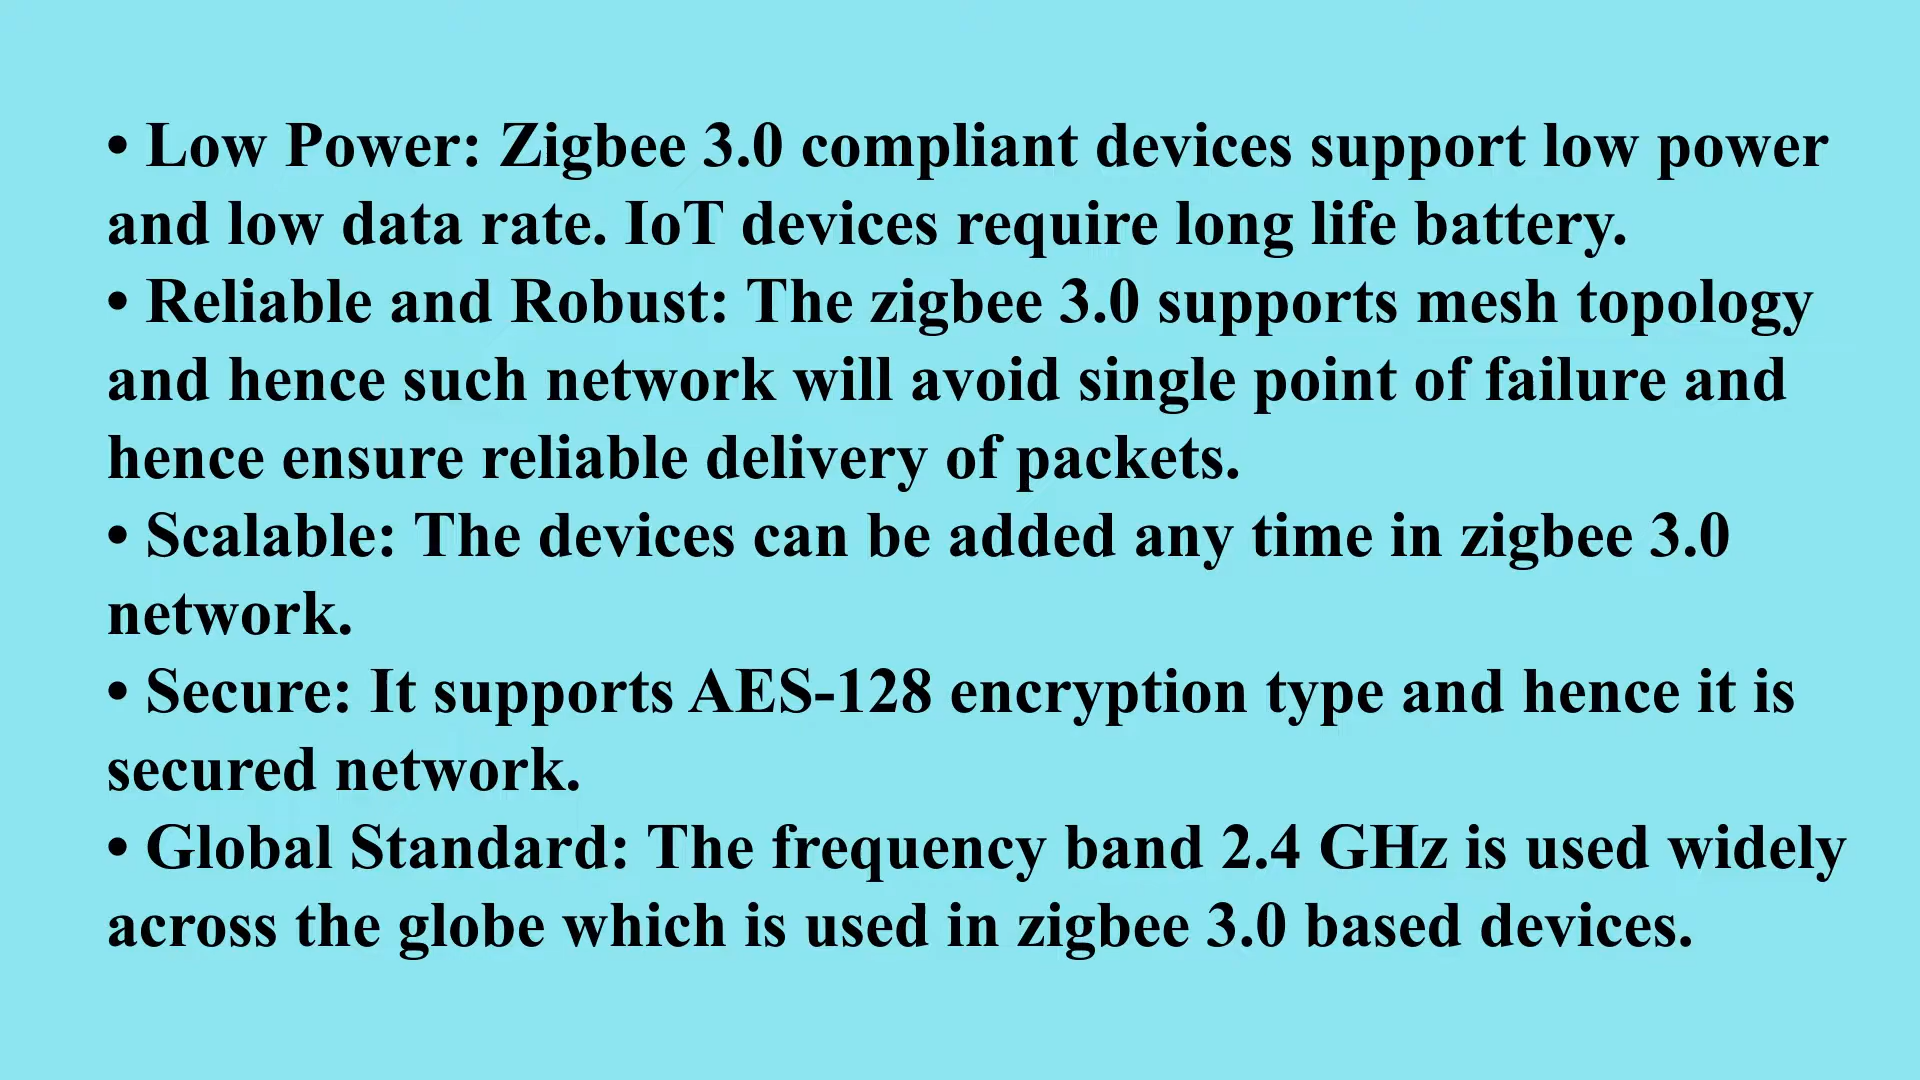 • Low Power: Zigbee 3.0 compliant devices support low power
and low data rate. IoT devices require long life battery.
• Reliable and Robust: The zigbee 3.0 supports mesh topology
and hence such network will avoid single point of failure and
hence ensure reliable delivery of packets.
• Scalable: The devices can be added any time in zigbee 3.0
network.
• Secure: It supports AES-128 encryption type and hence it is
secured network.
• Global Standard: The frequency band 2.4 GHz is used widely
across the globe which is used in zigbee 3.0 based devices.